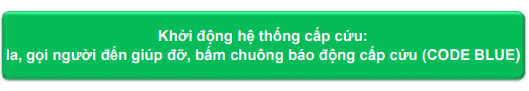 Khởi động hệ thống cấp cứu:
la, gọi người đến giúp đỡ, bấm chuông báo động cấp cứu (CODE BLUE)